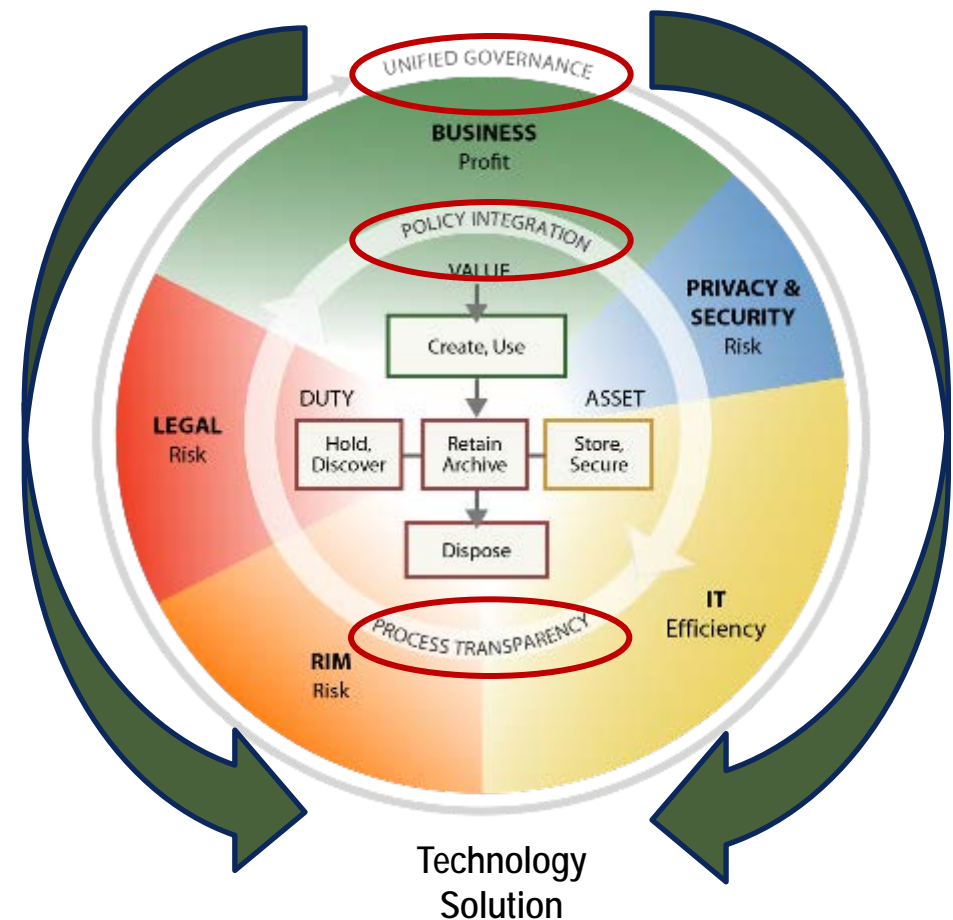 UNIFIED GOVERNANCE
BUSINESS
Profit
POLICY INTEGRATION
VALUE
PRIVACY &
SECURITY
Risk
Create, Use
DUTY
ASSET
LEGAL
Risk
Hold,
Discover
Retain
Archive
Store,
Secure
Dispose
IT
Efficiency
PROCESS TRANSPARENCY
RIM
Risk
Technology
Solution